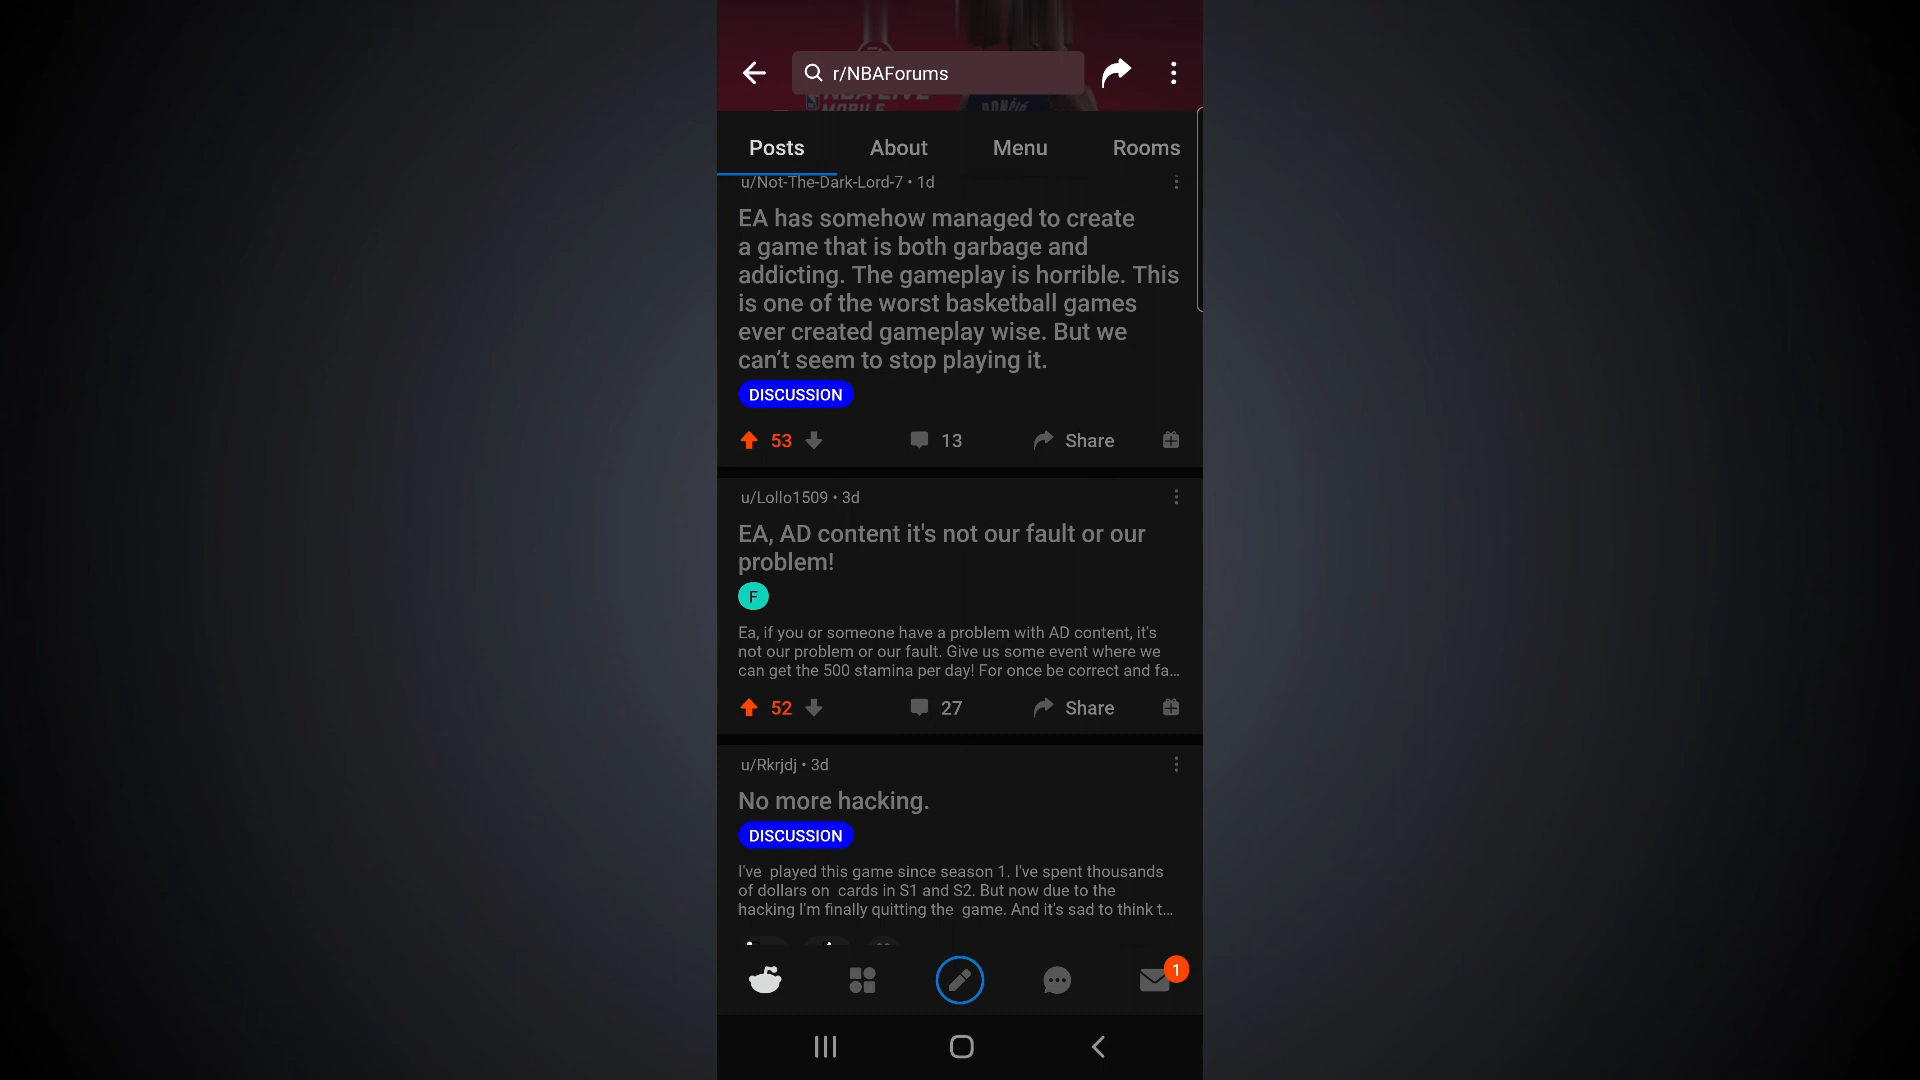 r/NBAForums
NBA LIVE
MOBILE
DONČIĆ
Posts
About
Menu
Rooms
u/Not-The-Dark-Lord-7 • 1d
EA has somehow managed to create
a game that is both garbage and
addicting. The gameplay is horrible. This
is one of the worst basketball games
ever created gameplay wise. But we
can’t seem to stop playing it.
DISCUSSION
53
13
Share
u/Lollo1509 • 3d
EA, AD content it's not our fault or our
problem!
F
Ea, if you or someone have a problem with AD content, it's
not our problem or our fault. Give us some event where we
can get the 500 stamina per day! For once be correct and fa...
52
27
Share
u/Rkrjdj • 3d
No more hacking.
DISCUSSION
I've  played this game since season 1. I've spent thousands
of dollars on  cards in S1 and S2. But now due to the
hacking I'm finally quitting the  game. And it's sad to think t...
1